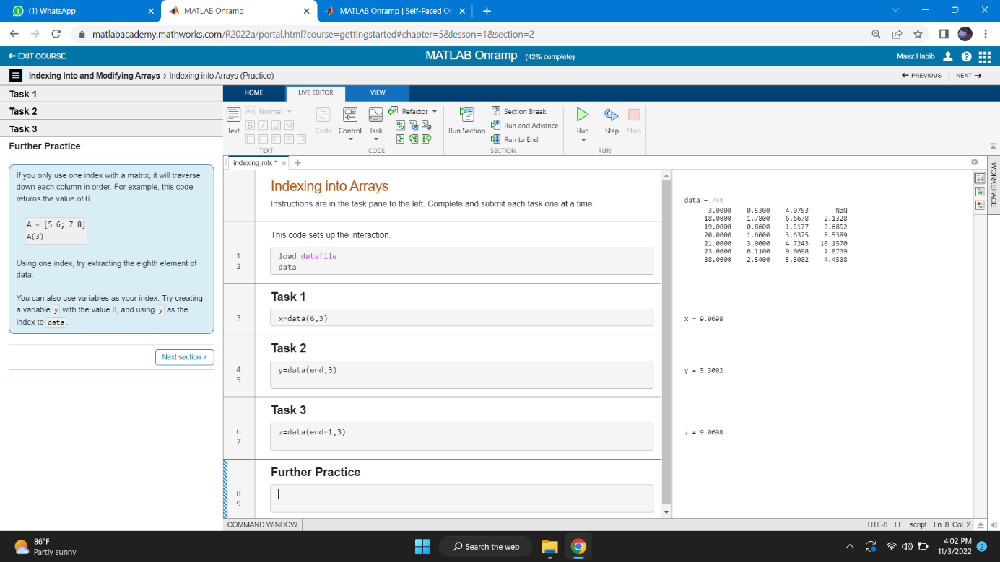 (1) WhatsApp
MATLAB Onramp
MATLAB Onramp | Self-Paced On
matlabacademy.mathworks.com/R2022a/portal.html?course=gettingstarted#chapter=5&lesson=1&section=2
EXIT COURSE
MATLAB Onramp (42% complete)
Maaz Habib
Indexing into and Modifying Arrays > Indexing into Arrays (Practice)
PREVIOUS
NEXT
Task 1
Task 2
Task 3
Further Practice
If you only use one index with a matrix, it will traverse
down each column in order. For example, this code
returns the value of 6.
A = [5 6; 7 8]
A(3)
Using one index, try extracting the eighth element of
data.
You can also use variables as your index. Try creating
a variable y with the value 8, and using y as the
index to data.
Next section >
HOME
LIVE EDITOR
VIEW
Text
Aa Normal
B I U M
TEXT
Code
Control
Task
Refactor
CODE
Run Section
Section Break
Run and Advance
Run to End
SECTION
Run
Step
Stop
RUN
indexing.mlx *
Indexing into Arrays
Instructions are in the task pane to the left. Complete and submit each task one at a time.
This code sets up the interaction.
1 load datafile
2 data
Task 1
3 x=data(6,3)
Task 2
4 y=data(end,3)
5
Task 3
6 z=data(end-1,3)
7
Further Practice
8
9
data = 7×4
3.0000 0.5300 4.0753 NaN
18.0000 1.7800 6.6678 2.1328
19.0000 0.8600 1.5177 3.6852
20.0000 1.6000 3.6375 8.5389
21.0000 3.0000 4.7243 10.1570
23.0000 6.1100 9.0698 2.8739
38.0000 2.5400 5.3002 4.4508
x = 9.0698
y = 5.3002
z = 9.0698
WORKSPACE
COMMAND WINDOW
UTF-8 LF script Ln 8 Col 2
86°F
Partly sunny
Search the web
4:02 PM
11/3/2022
2